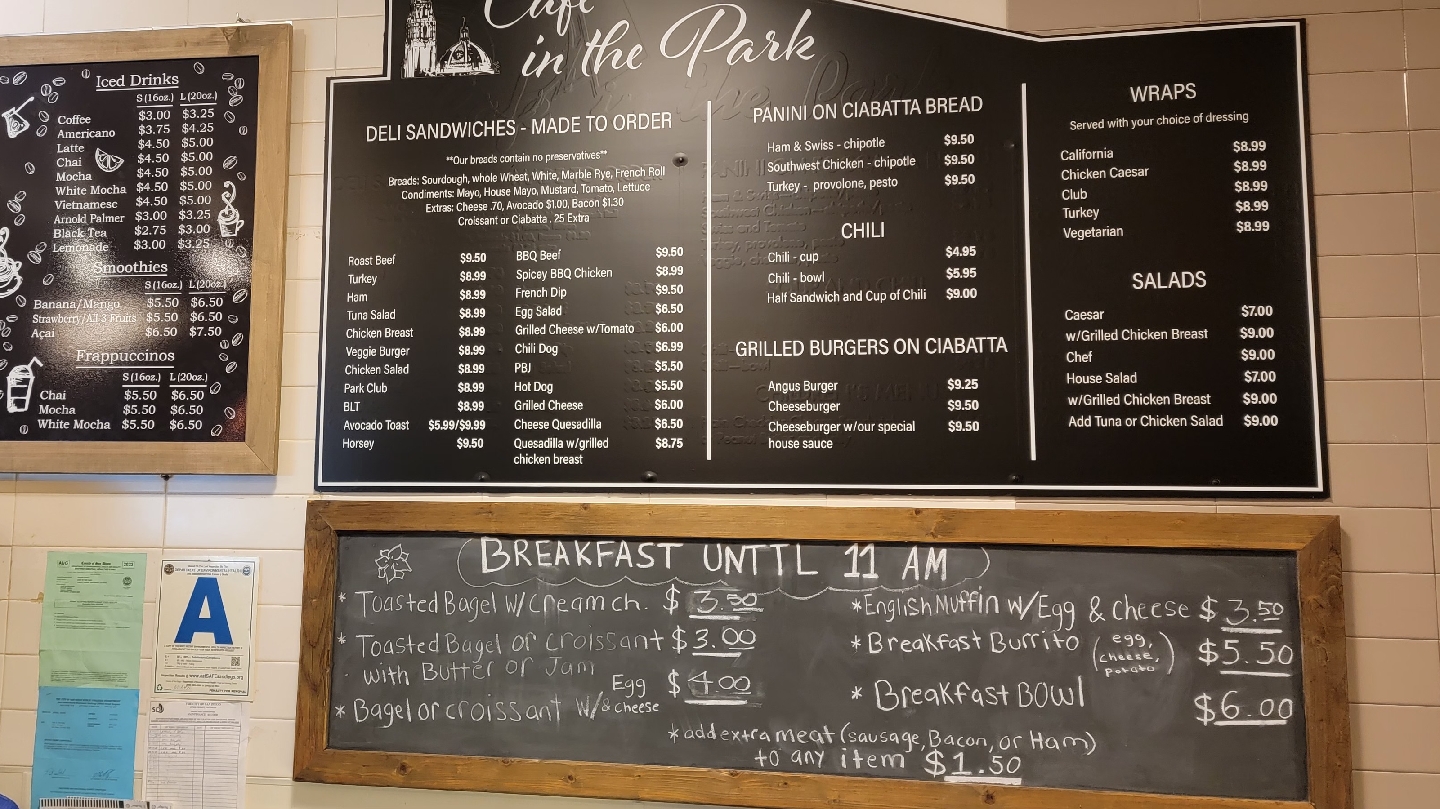 Iced Drinks
S (16oz.) L (20oz.)
Coffee $3.00 $3.25
Americano $3.75 $4.25
Latte $4.50 $5.00
Chai $4.50 $5.00
Mocha $4.50 $5.00
White Mocha $4.50 $5.00
Vietnamese $4.50 $5.00
Arnold Palmer $3.00 $3.25
Black Tea $2.75 $3.00
Lemonade $3.00 $3.25
Smoothies
S (16oz.) L (20oz.)
Banana/Mango $5.50 $6.50
Strawberry/All 3 Fruits $5.50 $6.50
Açai $6.50 $7.50
Frappuccinos
S (16oz.) L (20oz.)
Chai $5.50 $6.50
Mocha $5.50 $6.50
White Mocha $5.50 $6.50
Café
in the Park
DELI SANDWICHES - MADE TO ORDER
**Our breads contain no preservatives**
Breads: Sourdough, whole Wheat, White, Marble Rye, French Roll
Condiments: Mayo, House Mayo, Mustard, Tomato, Lettuce
Extras: Cheese .70, Avocado $1.00, Bacon $1.30
Croissant or Ciabatta . 25 Extra
Roast Beef $9.50
Turkey $8.99
Ham $8.99
Tuna Salad $8.99
Chicken Breast $8.99
Veggie Burger $8.99
Chicken Salad $8.99
Park Club $8.99
BLT $8.99
Avocado Toast $5.99/$9.99
Horsey $9.50
BBQ Beef $9.50
Spicey BBQ Chicken $8.99
French Dip $9.50
Egg Salad $6.50
Grilled Cheese w/Tomato $6.00
Chili Dog $6.99
PBJ $5.50
Hot Dog $5.50
Grilled Cheese $6.00
Cheese Quesadilla $6.50
Quesadilla w/grilled $8.75
chicken breast
PANINI ON CIABATTA BREAD
Ham & Swiss - chipotle $9.50
Southwest Chicken - chipotle $9.50
Turkey - provolone, pesto $9.50
CHILI
Chili - cup $4.95
Chili - bowl $5.95
Half Sandwich and Cup of Chili $9.00
GRILLED BURGERS ON CIABATTA
Angus Burger $9.25
Cheeseburger $9.50
Cheeseburger w/our special $9.50
house sauce
WRAPS
Served with your choice of dressing
California $8.99
Chicken Caesar $8.99
Club $8.99
Turkey $8.99
Vegetarian $8.99
SALADS
Caesar $7.00
w/Grilled Chicken Breast $9.00
Chef $9.00
House Salad $7.00
w/Grilled Chicken Breast $9.00
Add Tuna or Chicken Salad $9.00
BREAKFAST UNTIL 11 AM
* Toasted Bagel w/Cream ch. $3.50
* Toasted Bagel or croissant $3.00
with Butter or Jam
* Bagel or croissant w/ Egg & cheese $4.00
* English Muffin w/Egg & cheese $3.50
* Breakfast Burrito (egg, cheese, potato) $5.50
* Breakfast BOwl $6.00
* add extra meat (sausage, Bacon, or Ham)
to any item $1.50
A